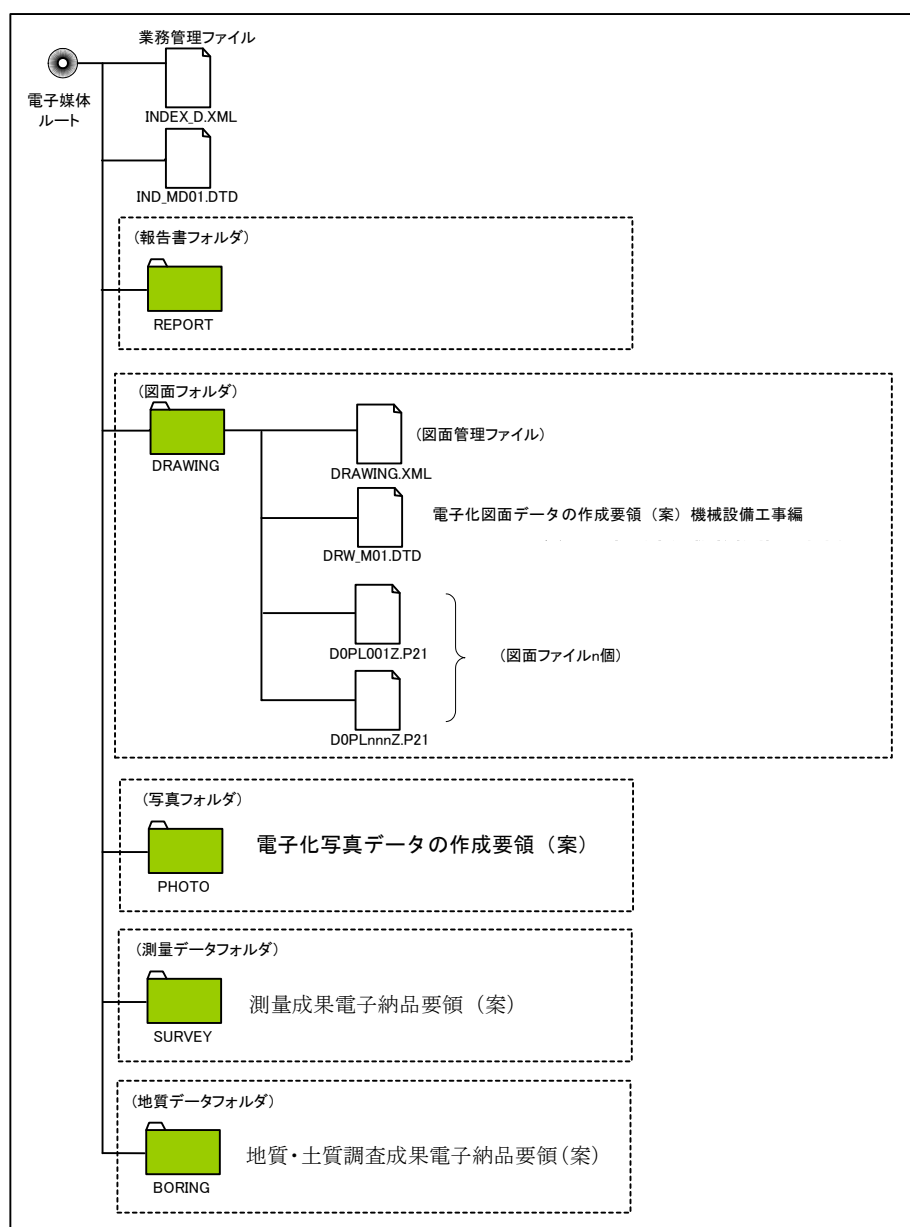 業務管理ファイル
電子媒体
ルート
INDEX_D.XML
IND_MD01.DTD
(報告書フォルダ)
REPORT
(図面フォルダ)
DRAWING
(図面管理ファイル)
DRAWING.XML
電子化図面データの作成要領（案）機械設備工事編
DRW_M01.DTD
D0PL001Z.P21
(図面ファイルn個)
D0PLnnnZ.P21
(写真フォルダ)
電子化写真データの作成要領（案）
PHOTO
(測量データフォルダ)
測量成果電子納品要領（案）
SURVEY
(地質データフォルダ)
地質・土質調査成果電子納品要領(案)
BORING